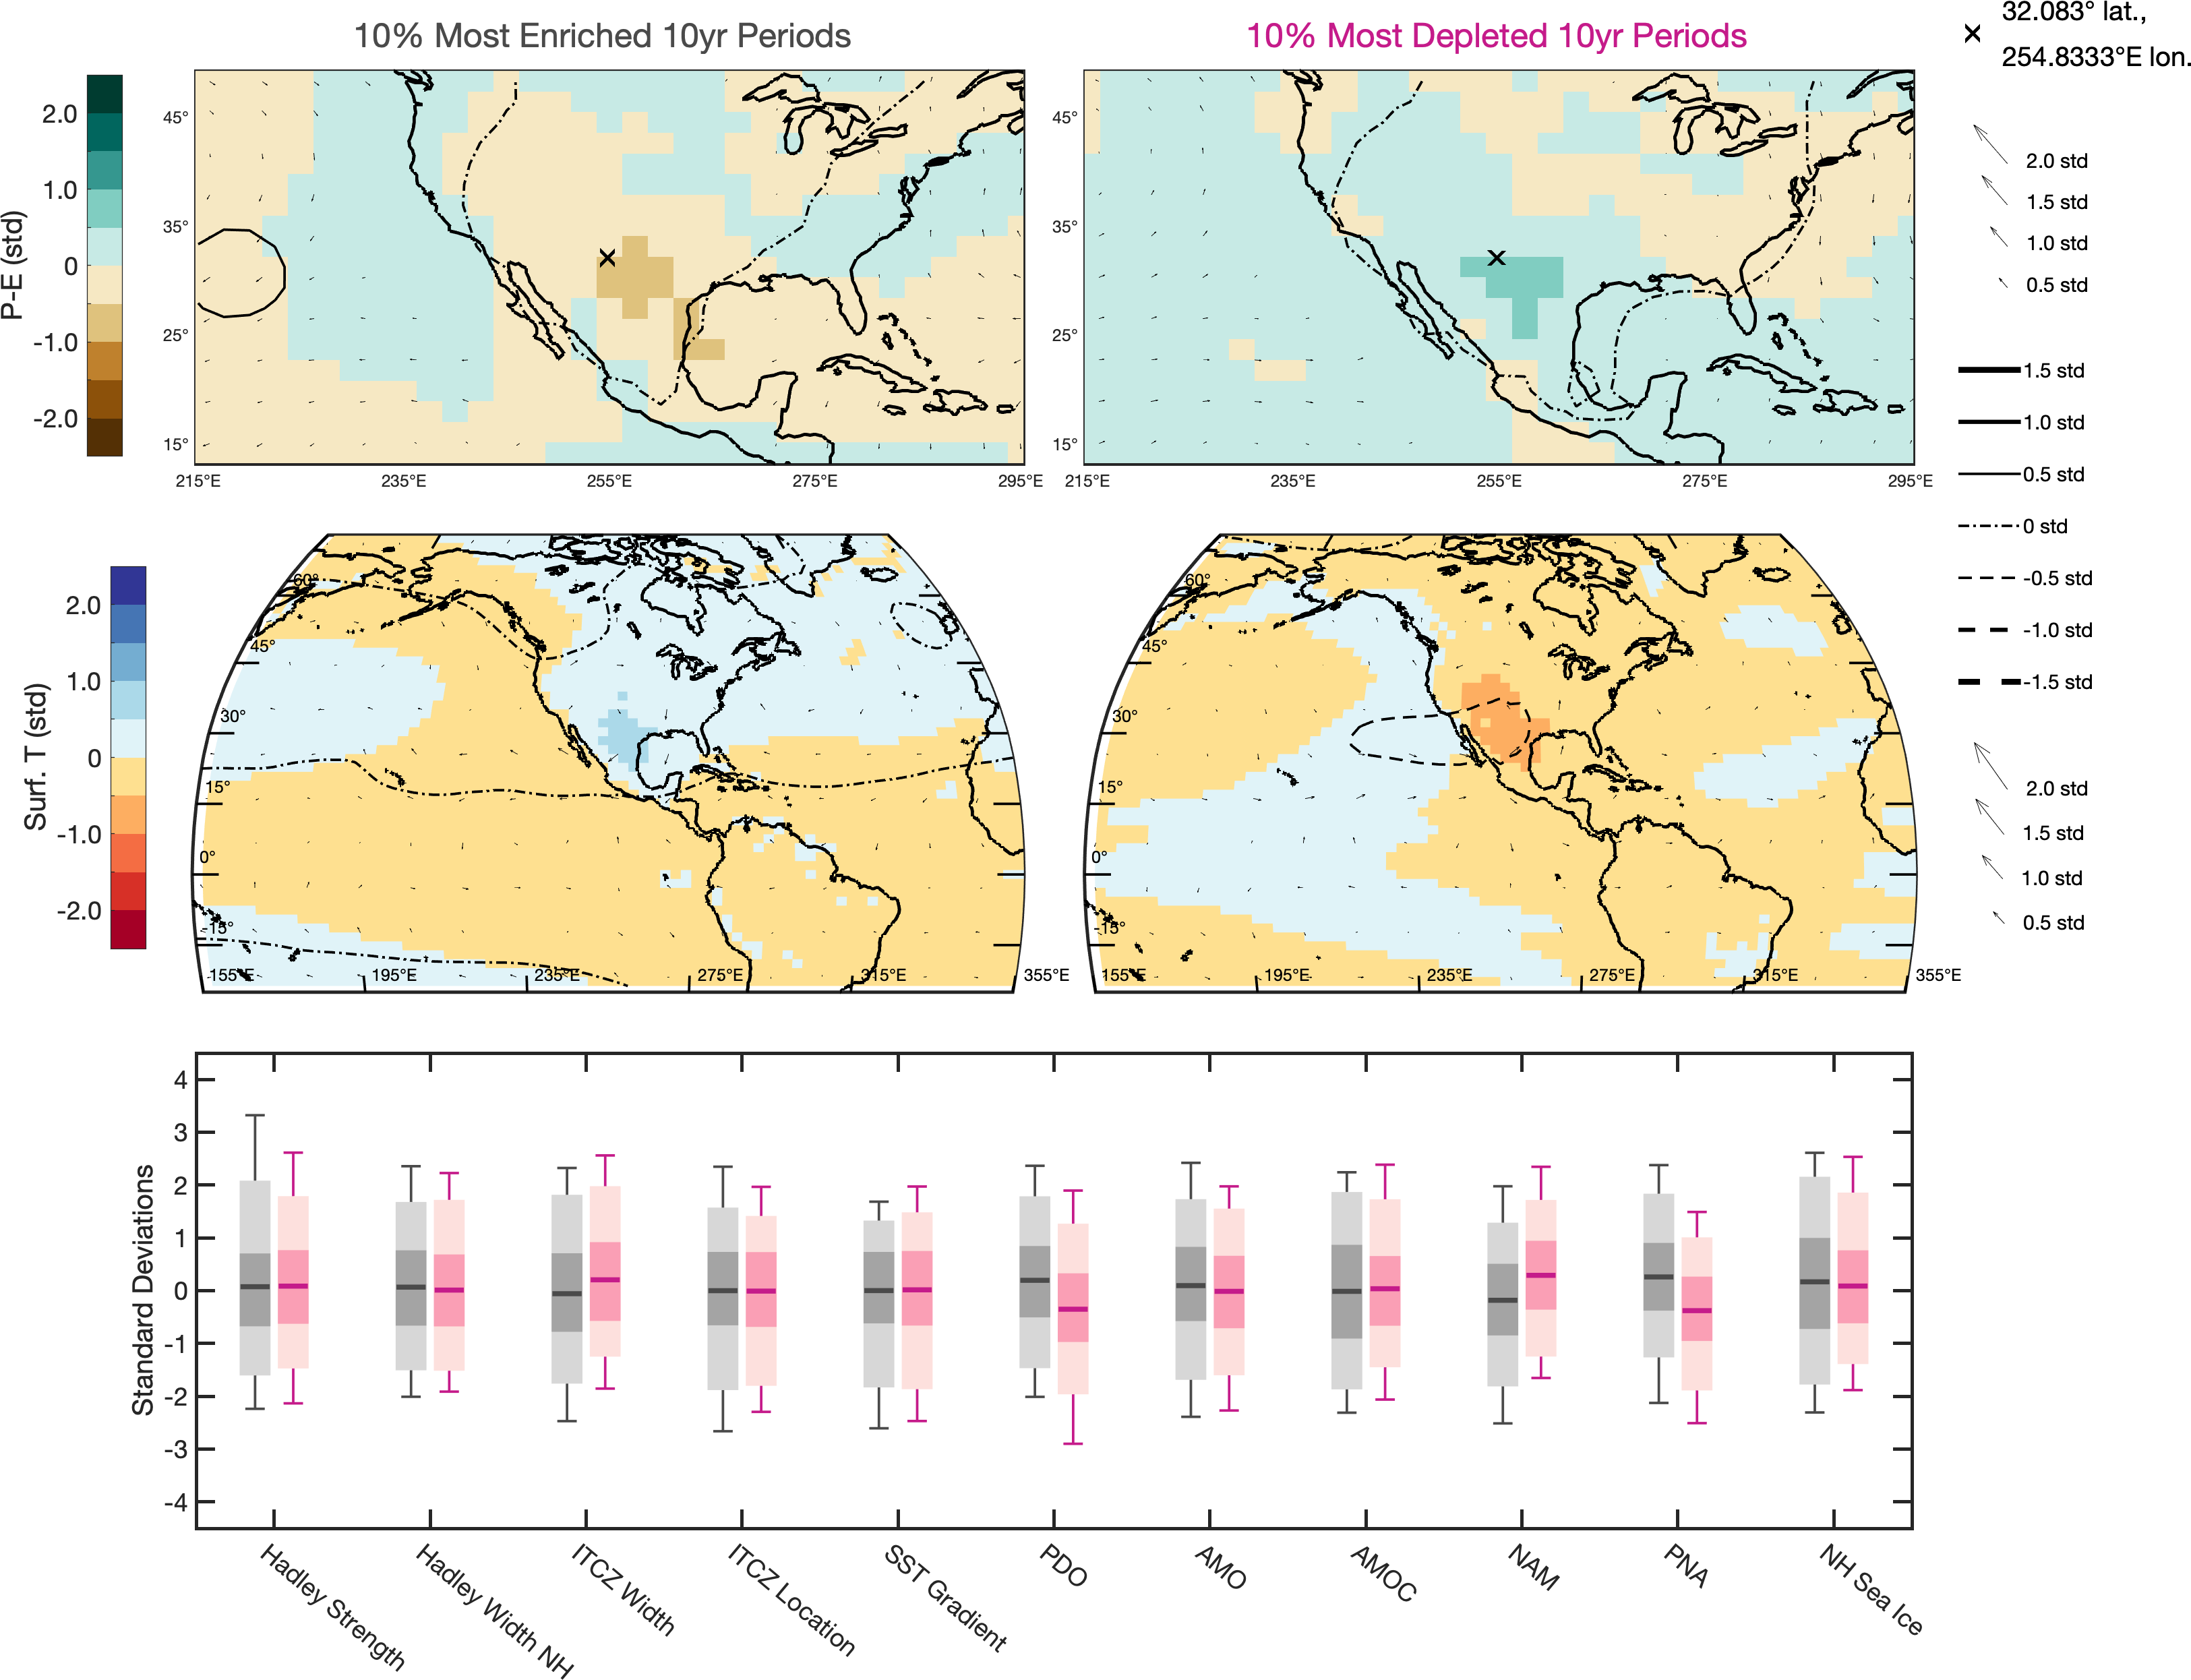 10% Most Enriched 10yr Periods
10% Most Depleted 10yr Periods
32.083° lat.,
254.8333°E lon.
P-E (std)
2.0
1.0
0
-1.0
-2.0
45°
35°
25°
15°
215°E
235°E
255°E
275°E
295°E
45°
35°
25°
15°
215°E
235°E
255°E
275°E
295°E
2.0 std
1.5 std
1.0 std
0.5 std
1.5 std
1.0 std
0.5 std
0 std
-0.5 std
-1.0 std
-1.5 std
Surf. T (std)
2.0
1.0
0
-1.0
-2.0
60°
45°
30°
15°
0°
-15°
155°E
195°E
235°E
275°E
315°E
355°E
60°
45°
30°
15°
0°
-15°
155°E
195°E
235°E
275°E
315°E
355°E
2.0 std
1.5 std
1.0 std
0.5 std
Standard Deviations
4
3
2
1
0
-1
-2
-3
-4
Hadley Strength
Hadley Width NH
ITCZ Width
ITCZ Location
SST Gradient
PDO
AMO
AMOC
NAM
PNA
NH Sea Ice